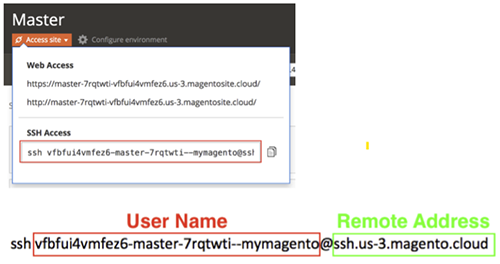 Master
Access site Configure environment
Web Access
https://master-7rqtwti-vfbfui4vmfez6.us-3.magentosite.cloud/
http://master-7rqtwti-vfbfui4vmfez6.us-3.magentosite.cloud/
SSH Access
ssh vfbfui4vmfez6-master-7rqtwti--mymagento@ssh
User Name Remote Address
ssh vfbfui4vmfez6-master-7rqtwti--mymagento@ssh.us-3.magento.cloud